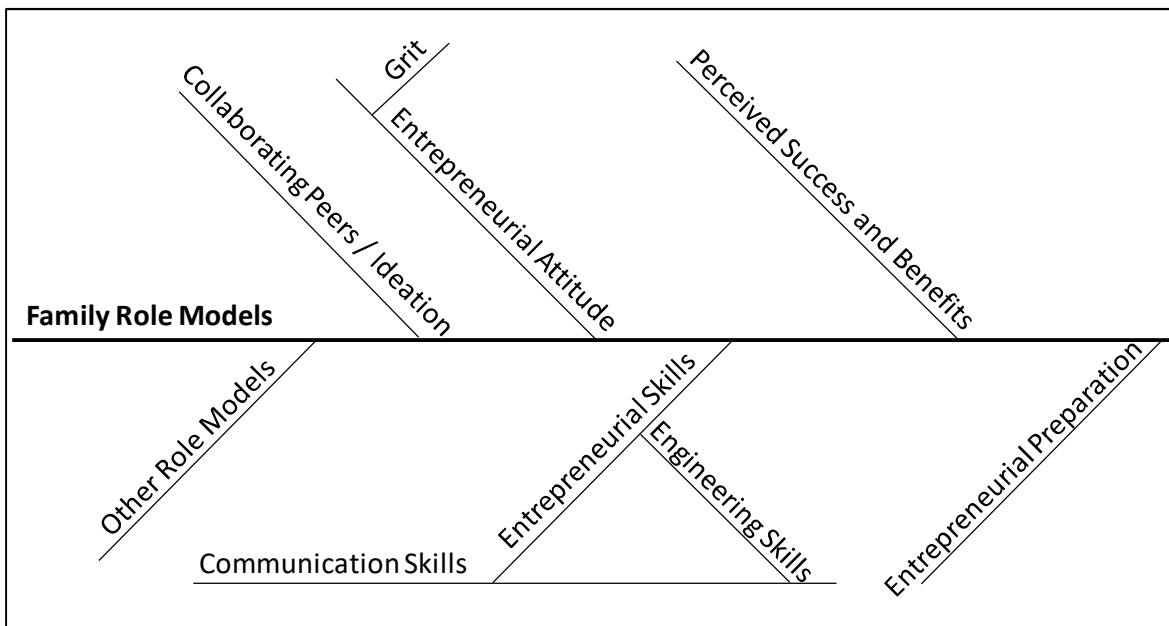 Grit
Collaborating Peers / Ideation
Entrepreneurial Attitude
Perceived Success and Benefits
Family Role Models
Other Role Models
Entrepreneurial Skills
Engineering Skills
Entrepreneurial Preparation
Communication Skills